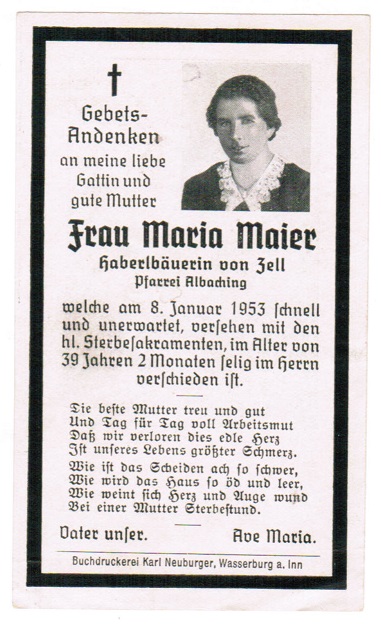 Gebets-
Andenken
an meine liebe
Gattin und
gute Mutter
Frau Maria Maier
Haberlbäuerin von Zell
Pfarrei Albaching
welche am 8. Januar 1953 schnell
und unerwartet, versehen mit den
hl. Sterbesakramenten, im Alter von
39 Jahren 2 Monaten selig im Herrn
verschieden ist.
Die beste Mutter treu und gut
Und Tag für Tag voll Arbeitsmut
Daß wir verloren dies edle Herz
Ist unseres Lebens größter Schmerz.
Wie ist das Scheiden ach so schwer,
Wie wird das Haus so öd und leer,
Wie weint sich Herz und Auge wund
Bei einer Mutter Sterbestund.
Vater unser. Ave Maria.
Buchdruckerei Karl Neuburger, Wasserburg a. Inn